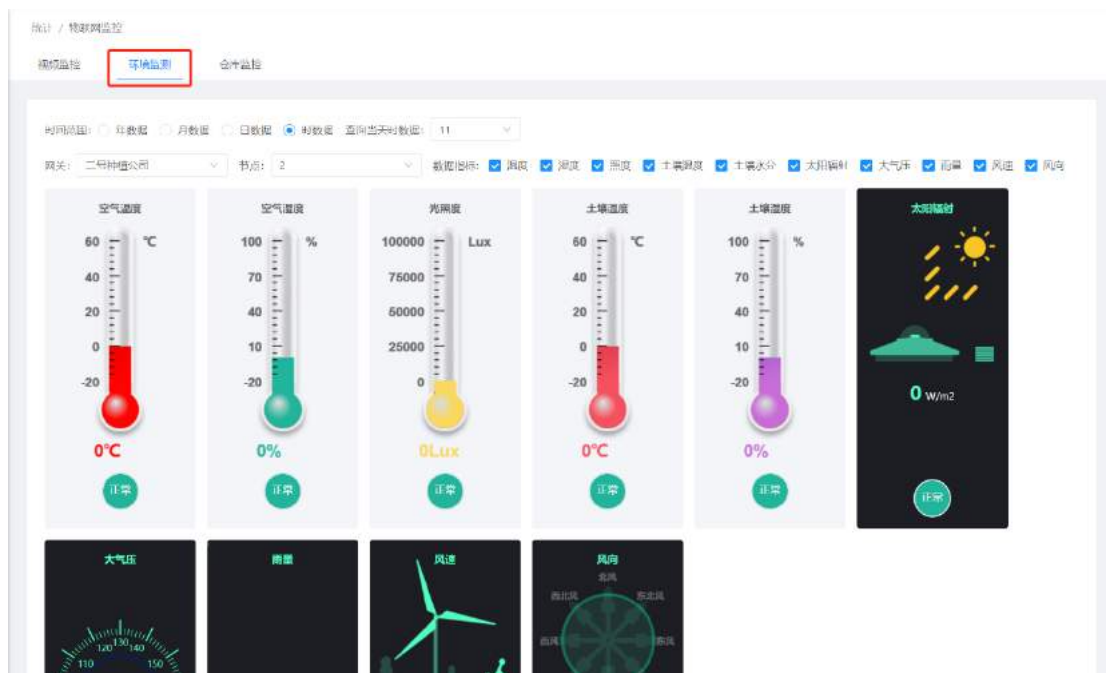 统计 / 物联网监控
视频监控 环境监测 仓库监控
时间范围: 年数据 月数据 日数据 时数据 查询当天时数据: 11
网关: 二号种植公司 节点: 2 数据指标: 温度 湿度 照度 土壤温度 土壤水分 太阳辐射 大气压 雨量 风速 风向
空气温度 空气湿度 光照度 土壤温度 土壤湿度 太阳辐射
60 ℃ 100 % 100000 Lux 60 ℃ 100 %
40 70 75000 40 70
20 40 50000 20 40
0 10 25000 0 10
-20 -20 0 -20 -20
0 W/m2
0℃ 0% 0Lux 0℃ 0%
正常 正常 正常 正常 正常 正常
大气压 雨量 风速 风向
北风
西北风 东北风
西风 东风
110 120 130 140 150